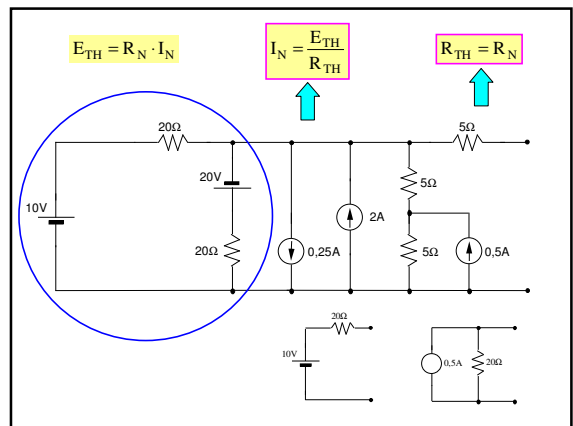 E_TH = R_N · I_N
I_N = E_TH / R_TH
R_TH = R_N
20Ω
5Ω
20V
5Ω
10V
2A
20Ω
0,25A
5Ω
0,5A
20Ω
10V
0,5A
20Ω